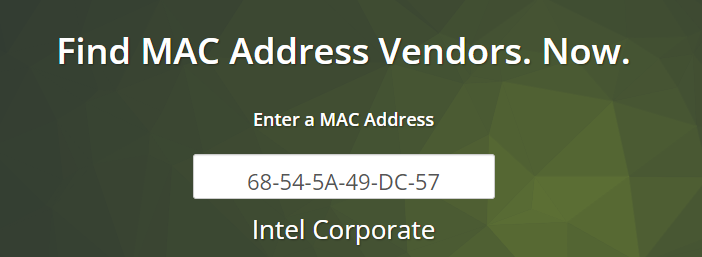 Find MAC Address Vendors. Now.
Enter a MAC Address
68-54-5A-49-DC-57
Intel Corporate